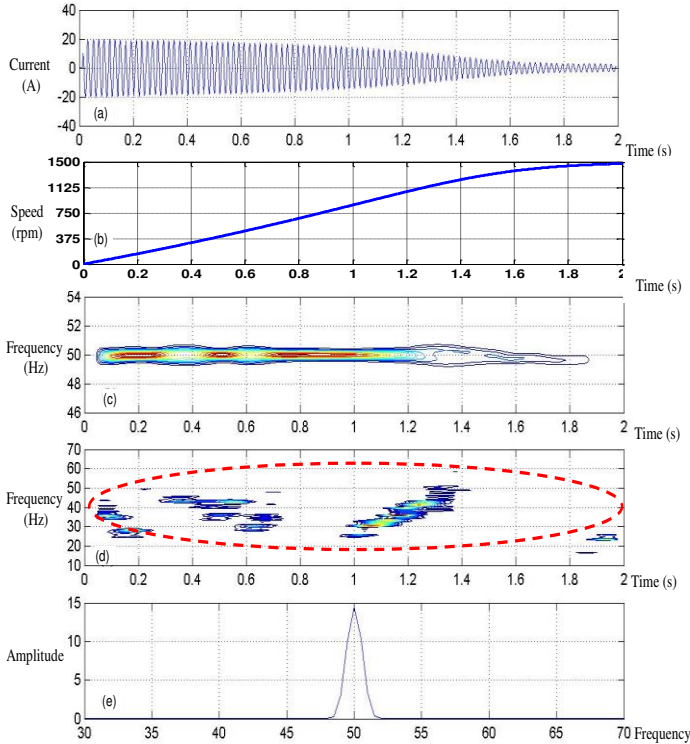 40
20
0
-20
-40
Current
(A)
(a)
0 0.2 0.4 0.6 0.8 1 1.2 1.4 1.6 1.8 2
Time (s)
1500
1125
750
375
0
Speed
(rpm)
(b)
0 0.2 0.4 0.6 0.8 1 1.2 1.4 1.6 1.8 2
Time (s)
54
52
50
48
46
Frequency
(Hz)
(c)
0 0.2 0.4 0.6 0.8 1 1.2 1.4 1.6 1.8 2
Time (s)
70
60
50
40
30
20
10
Frequency
(Hz)
(d)
0 0.2 0.4 0.6 0.8 1 1.2 1.4 1.6 1.8 2
Time (s)
15
10
5
0
Amplitude
(e)
30 35 40 45 50 55 60 65 70
Frequency